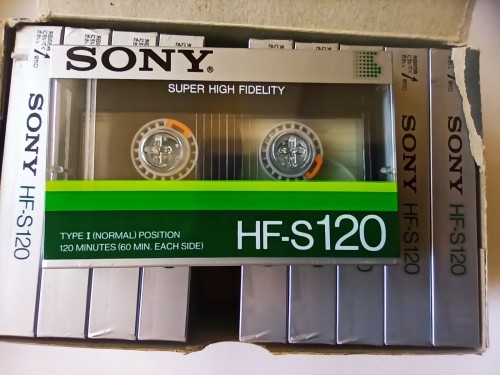 SONY®
SUPER HIGH FIDELITY
TYPE I (NORMAL) POSITION
120 MINUTES (60 MIN. EACH SIDE)
HF-S120
SONY HF-S120
SONY HF-S120
SONY HF-S120